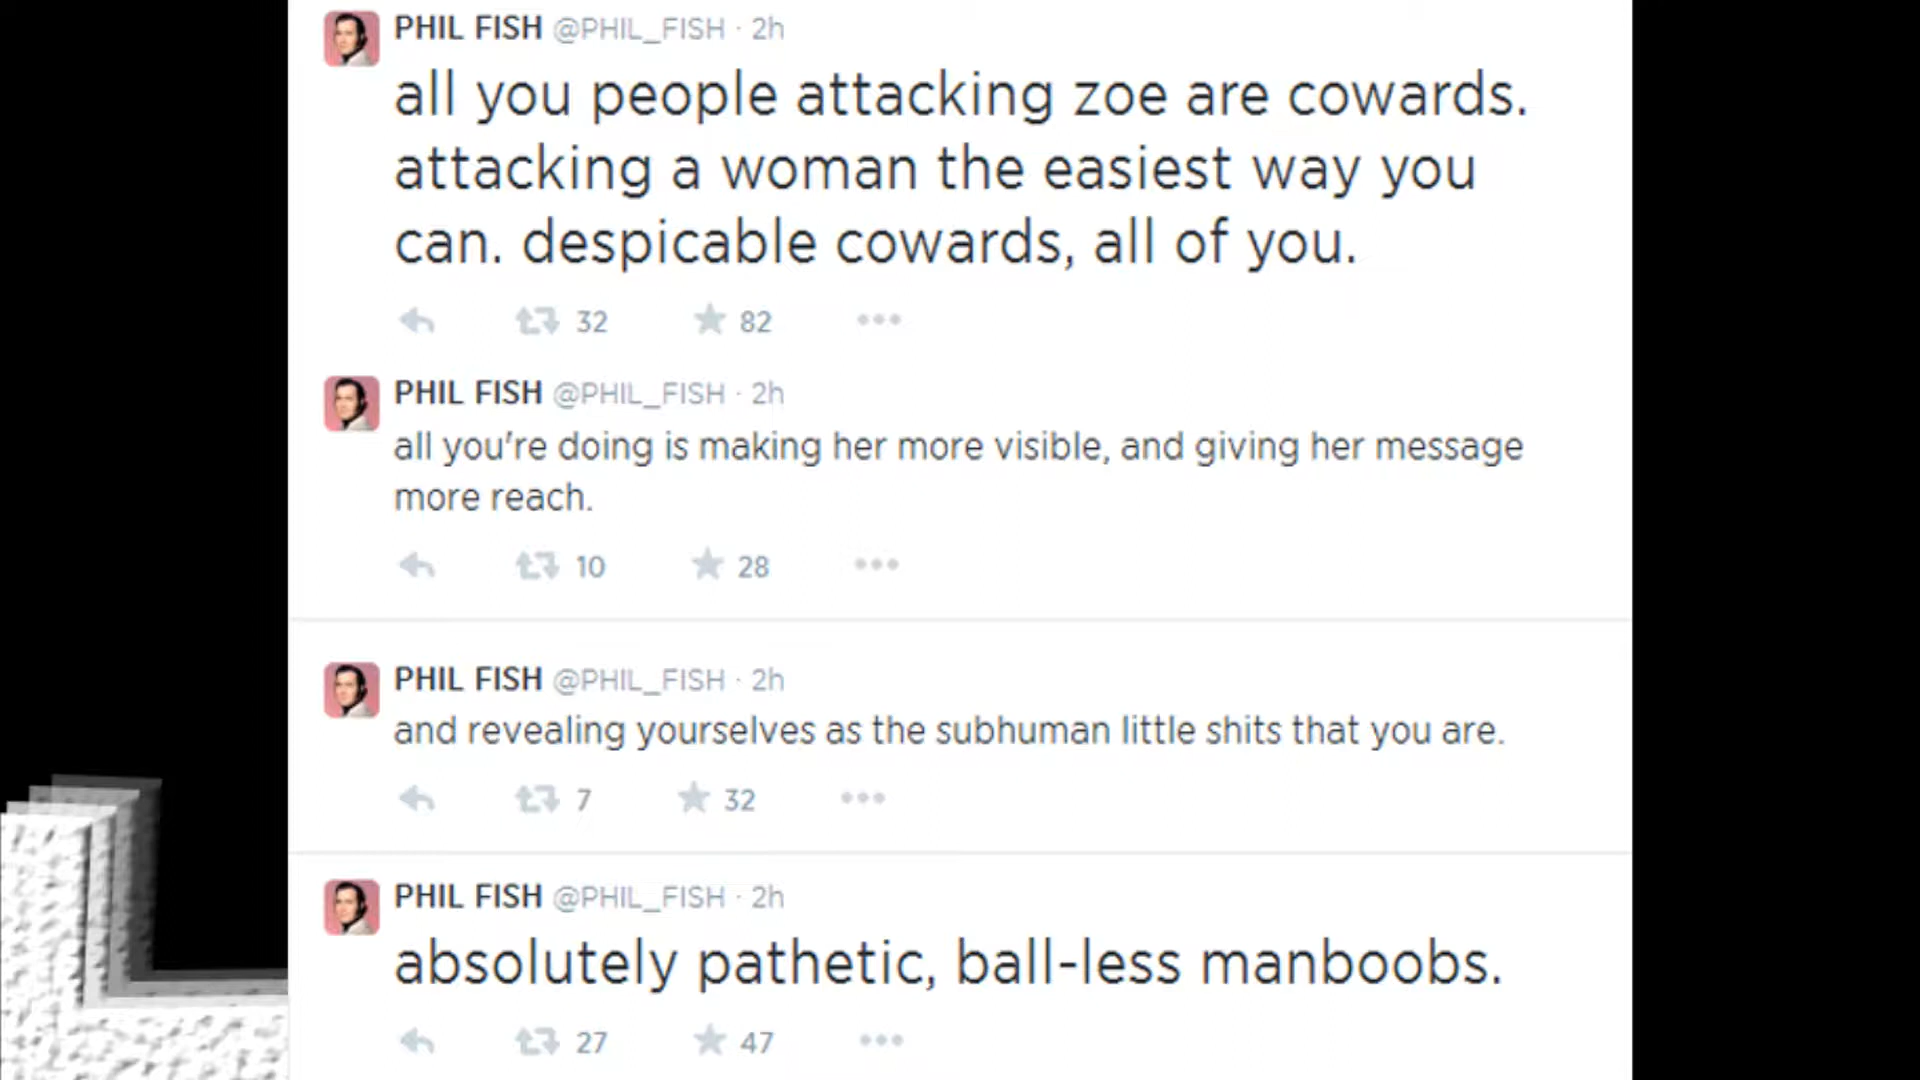 PHIL FISH @PHIL_FISH · 2h
all you people attacking zoe are cowards.
attacking a woman the easiest way you
can. despicable cowards, all of you.
32 82
PHIL FISH @PHIL_FISH · 2h
all you're doing is making her more visible, and giving her message
more reach.
10 28
PHIL FISH @PHIL_FISH · 2h
and revealing yourselves as the subhuman little shits that you are.
7 32
PHIL FISH @PHIL_FISH · 2h
absolutely pathetic, ball-less manboobs.
27 47